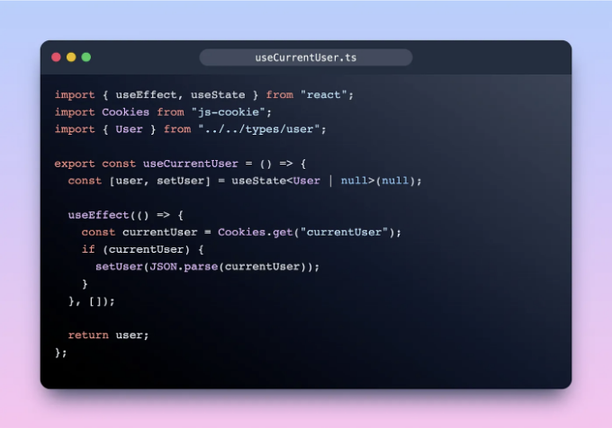 useCurrentUser.ts
import { useEffect, useState } from "react";
import Cookies from "js-cookie";
import { User } from "../../types/user";

export const useCurrentUser = () => {
  const [user, setUser] = useState<User | null>(null);

  useEffect(() => {
    const currentUser = Cookies.get("currentUser");
    if (currentUser) {
      setUser(JSON.parse(currentUser));
    }
  }, []);

  return user;
};